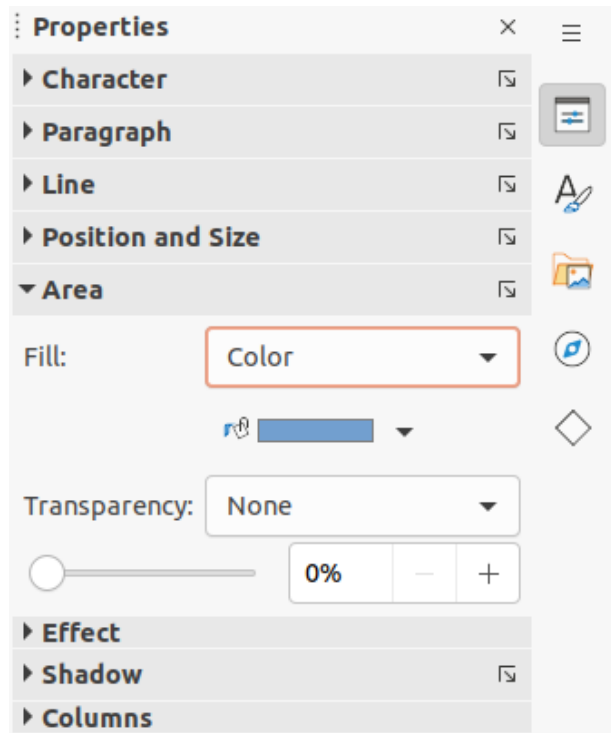 Properties
Character
Paragraph
Line
Position and Size
Area
Fill: Color
Transparency: None
0%
Effect
Shadow
Columns